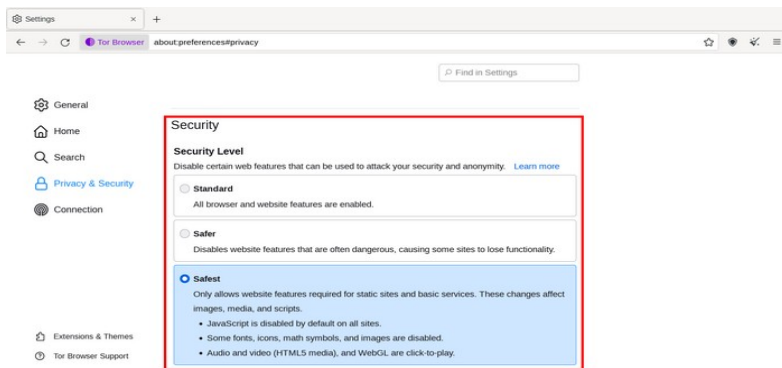 Settings
Tor Browser about:preferences#privacy
Find in Settings
General
Home
Search
Privacy & Security
Connection
Extensions & Themes
Tor Browser Support
Security
Security Level
Disable certain web features that can be used to attack your security and anonymity. Learn more
Standard
All browser and website features are enabled.
Safer
Disables website features that are often dangerous, causing some sites to lose functionality.
Safest
Only allows website features required for static sites and basic services. These changes affect
images, media, and scripts.
• JavaScript is disabled by default on all sites.
• Some fonts, icons, math symbols, and images are disabled.
• Audio and video (HTML5 media), and WebGL are click-to-play.